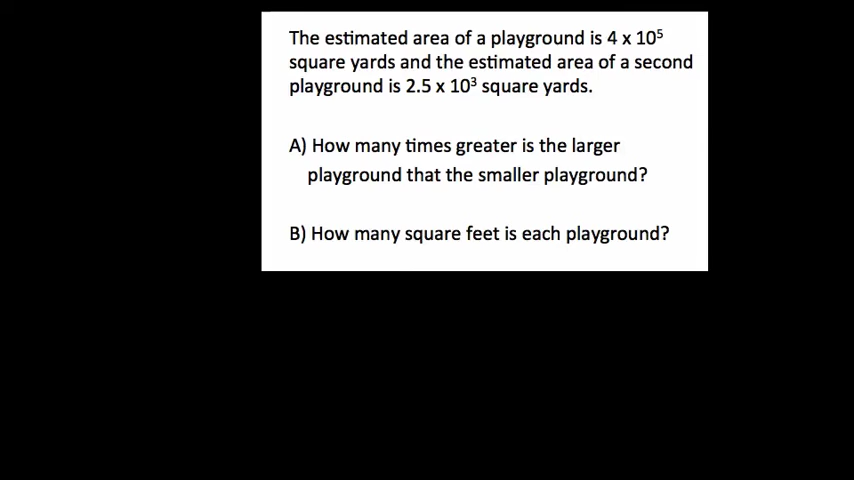 The estimated area of a playground is 4 x 10⁵
square yards and the estimated area of a second
playground is 2.5 x 10³ square yards.
A) How many times greater is the larger
playground that the smaller playground?
B) How many square feet is each playground?